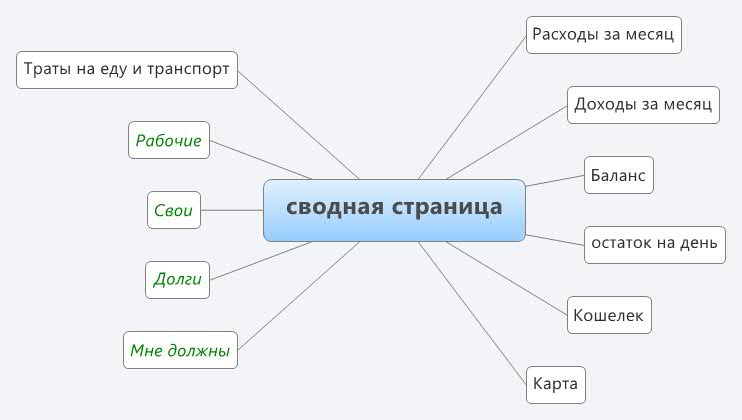 Расходы за месяц
Траты на еду и транспорт
Доходы за месяц
Рабочие
Баланс
Свои
сводная страница
остаток на день
Долги
Кошелек
Мне должны
Карта